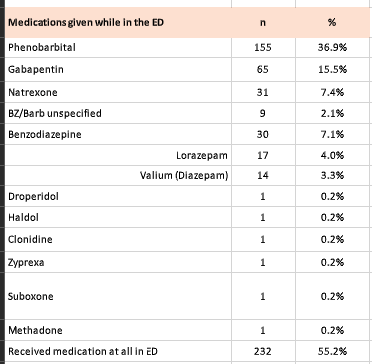 Medications given while in the ED n %
Phenobarbital 155 36.9%
Gabapentin 65 15.5%
Natrexone 31 7.4%
BZ/Barb unspecified 9 2.1%
Benzodiazepine 30 7.1%
Lorazepam 17 4.0%
Valium (Diazepam) 14 3.3%
Droperidol 1 0.2%
Haldol 1 0.2%
Clonidine 1 0.2%
Zyprexa 1 0.2%
Suboxone 1 0.2%
Methadone 1 0.2%
Received medication at all in ED 232 55.2%